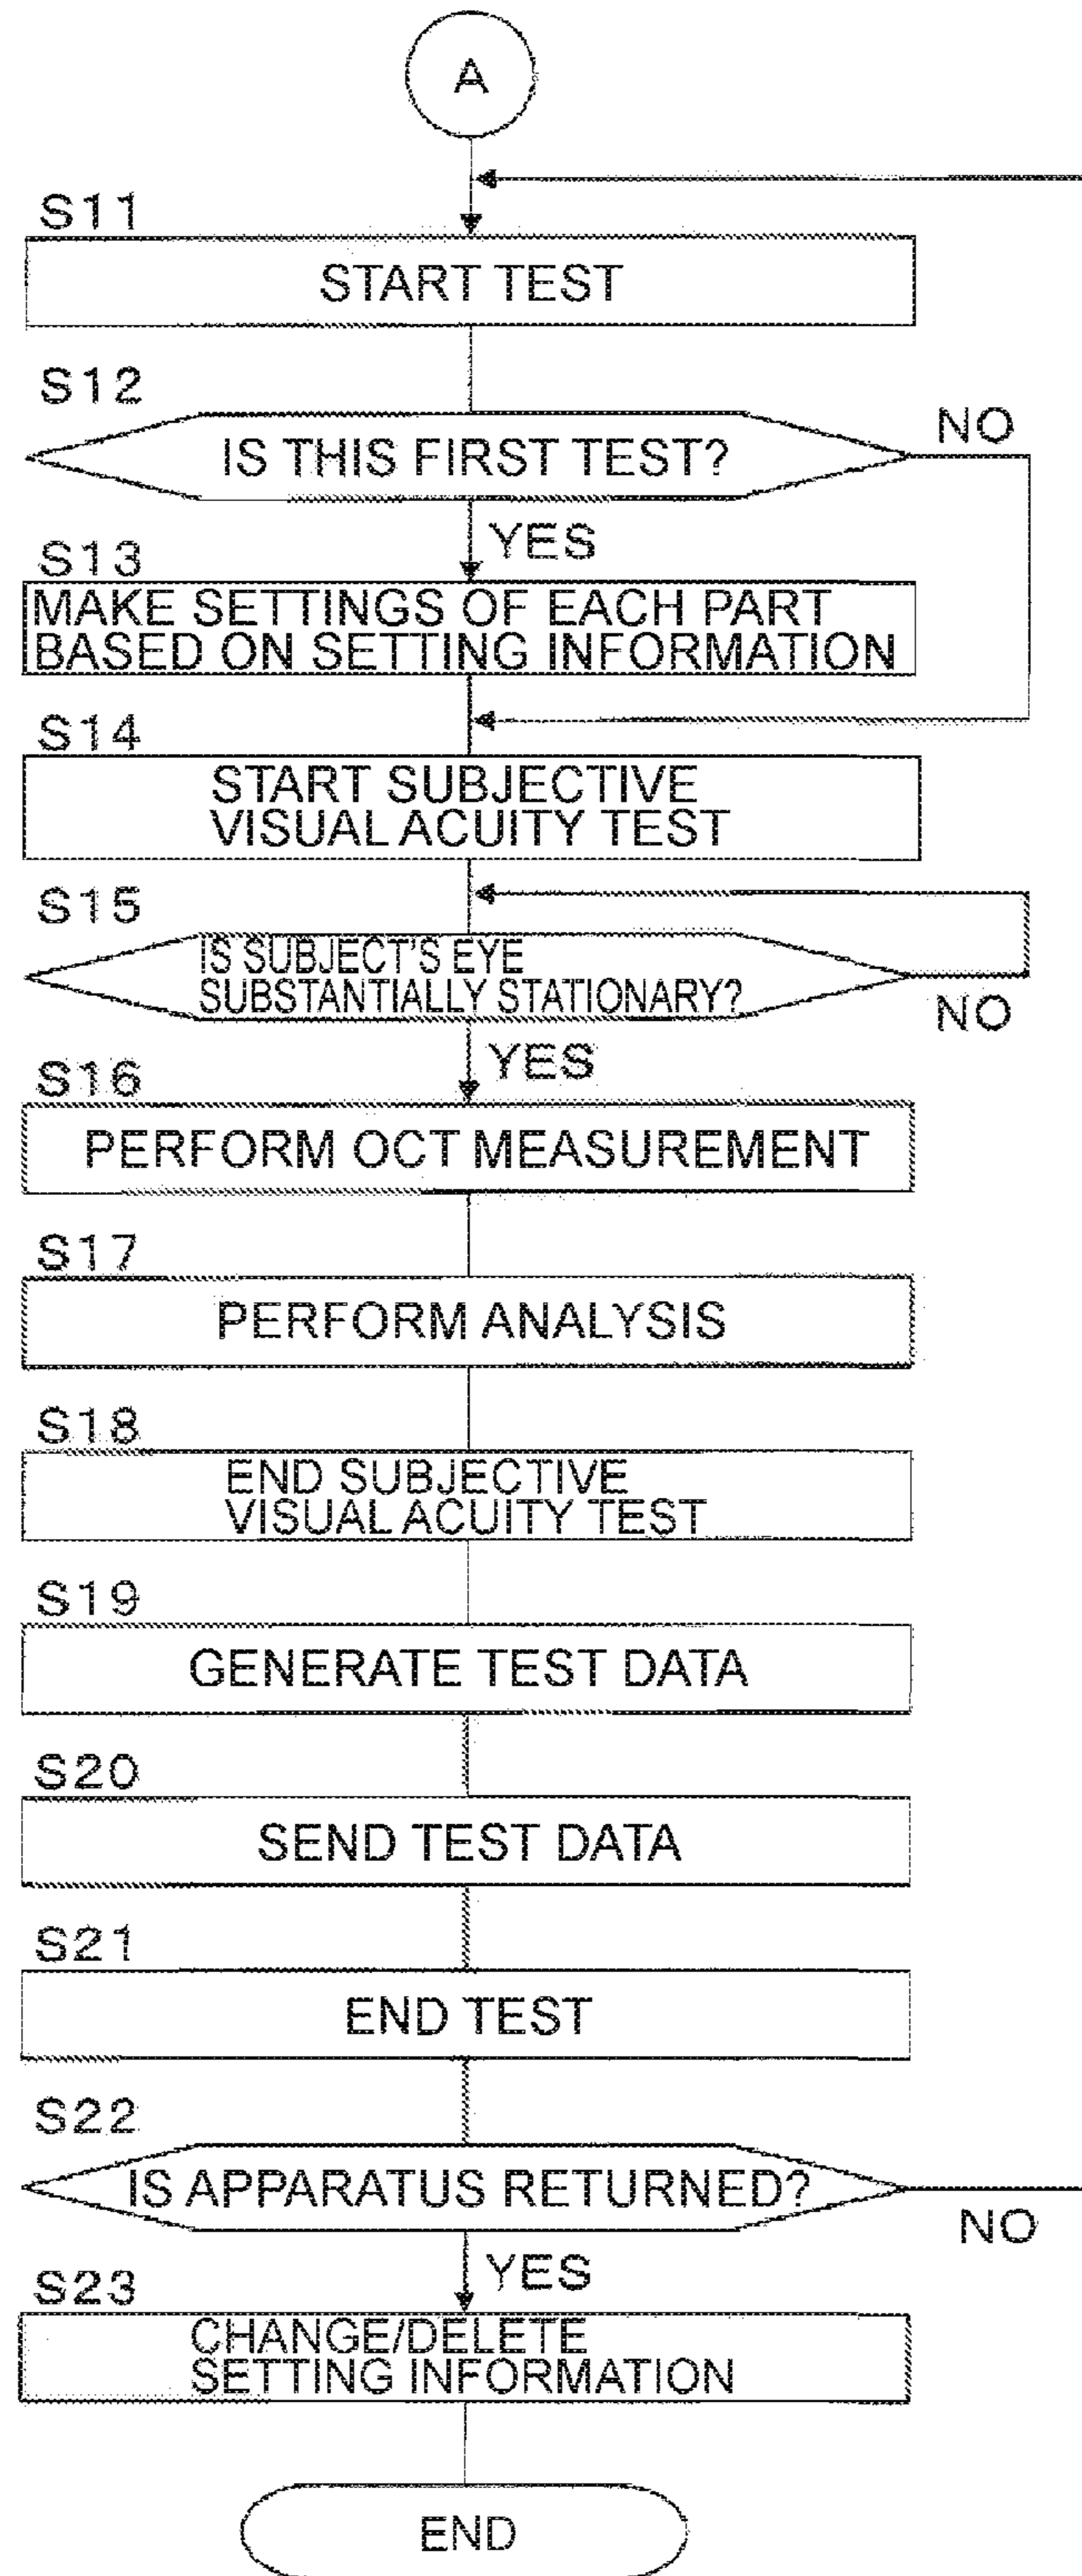 A
S11
START TEST
S12
IS THIS FIRST TEST?
NO
YES
S13
MAKE SETTINGS OF EACH PART
BASED ON SETTING INFORMATION
S14
START SUBJECTIVE
VISUAL ACUITY TEST
S15
IS SUBJECT'S EYE
SUBSTANTIALLY STATIONARY?
NO
YES
S16
PERFORM OCT MEASUREMENT
S17
PERFORM ANALYSIS
S18
END SUBJECTIVE
VISUAL ACUITY TEST
S19
GENERATE TEST DATA
S20
SEND TEST DATA
S21
END TEST
S22
IS APPARATUS RETURNED?
NO
YES
S23
CHANGE/DELETE
SETTING INFORMATION
END